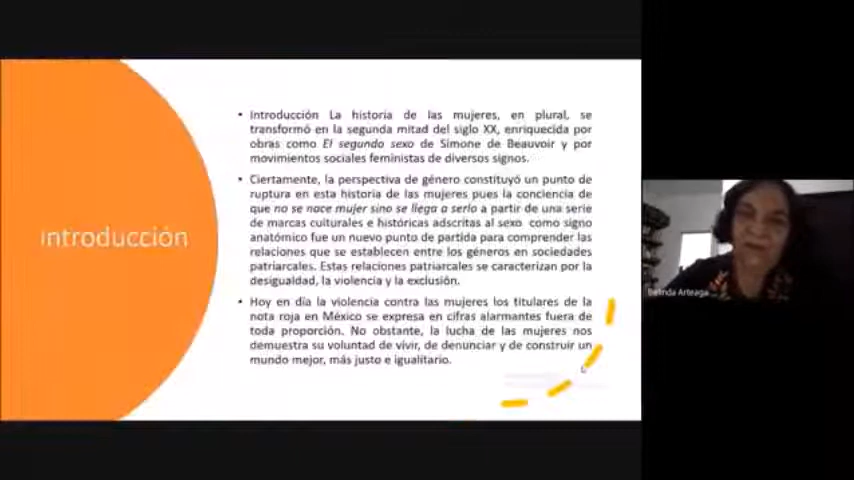 introducción
• Introducción La historia de las mujeres, en plural, se
transformó en la segunda mitad del siglo XX, enriquecida por
obras como El segundo sexo de Simone de Beauvoir y por
movimientos sociales feministas de diversos signos.
• Ciertamente, la perspectiva de género constituyó un punto de
ruptura en esta historia de las mujeres pues la conciencia de
que no se nace mujer sino se llega a serlo a partir de una serie
de marcas culturales e históricas adscritas al sexo como signo
anatómico fue un nuevo punto de partida para comprender las
relaciones que se establecen entre los géneros en sociedades
patriarcales. Estas relaciones patriarcales se caracterizan por la
desigualdad, la violencia y la exclusión.
• Hoy en día la violencia contra las mujeres los titulares de la
nota roja en México se expresa en cifras alarmantes fuera de
toda proporción. No obstante, la lucha de las mujeres nos
demuestra su voluntad de vivir, de denunciar y de construir un
mundo mejor, más justo e igualitario.
Belinda Arteaga